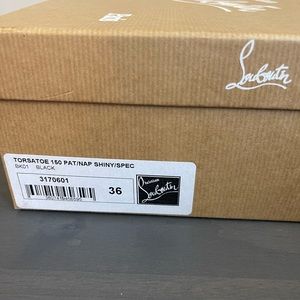 Louboutin
TORSATOE 150 PAT/NAP SHINY/SPEC
BK01 BLACK
3170601
36
Christian
Louboutin